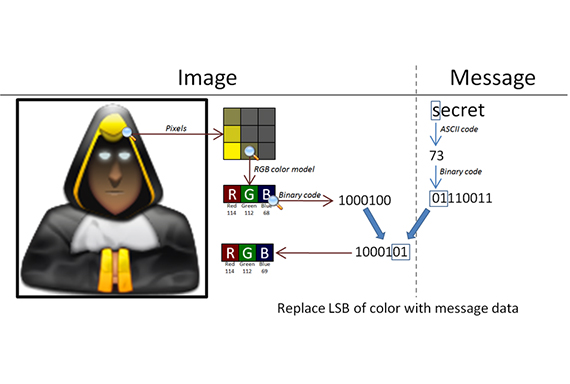 Image
Message
secret
Pixels
ASCII code
73
RGB color model
Binary code
R G B
Binary code
1000100
01110011
Red Green Blue
114 112 68
R G B
1000101
Red Green Blue
114 112 69
Replace LSB of color with message data